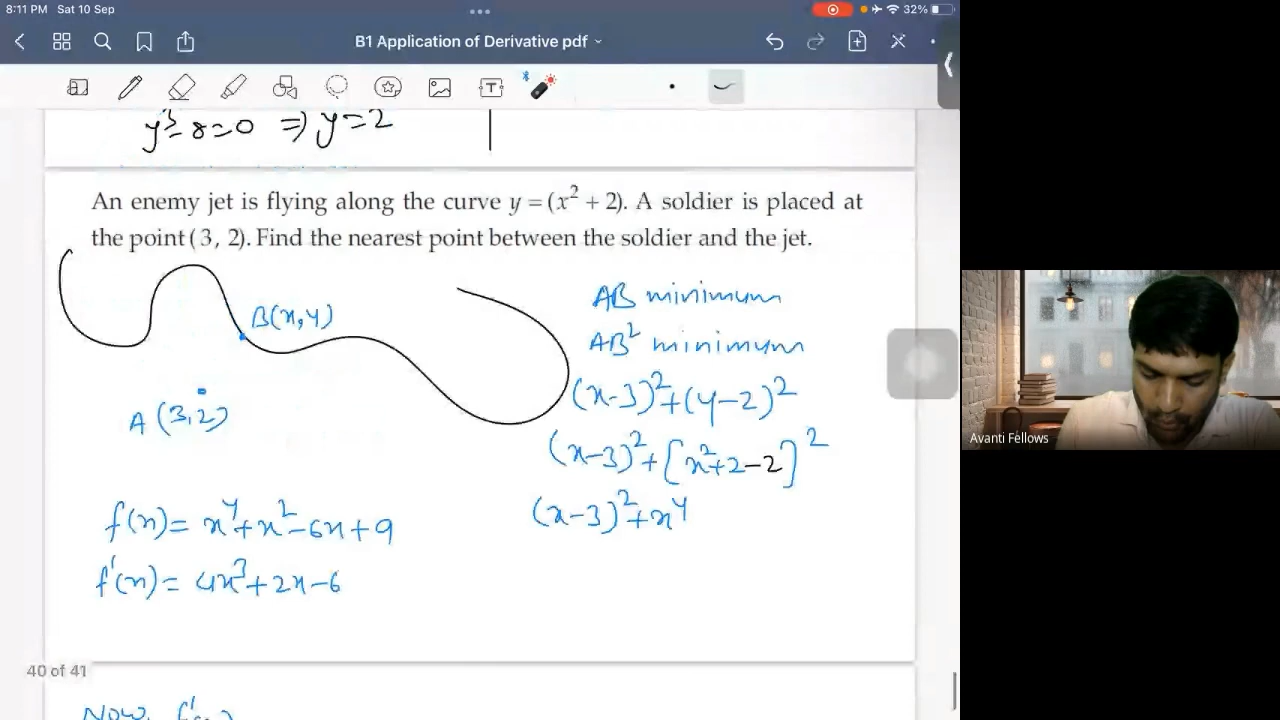 8:11 PM Sat 10 Sep
32%
B1 Application of Derivative pdf
T
y³-8=0 ⇒ y=2
An enemy jet is flying along the curve y = (x² + 2). A soldier is placed at
the point (3, 2). Find the nearest point between the soldier and the jet.
B(x,y)
A (3,2)
AB minimum
AB² minimum
(x-3)²+(y-2)²
(x-3)²+[x²+2-2]²
(x-3)²+x⁴
f(x)= x⁴+x²-6x+9
f'(x)= 4x³+2x-6
40 of 41
Now, f'(x)
Avanti Fellows